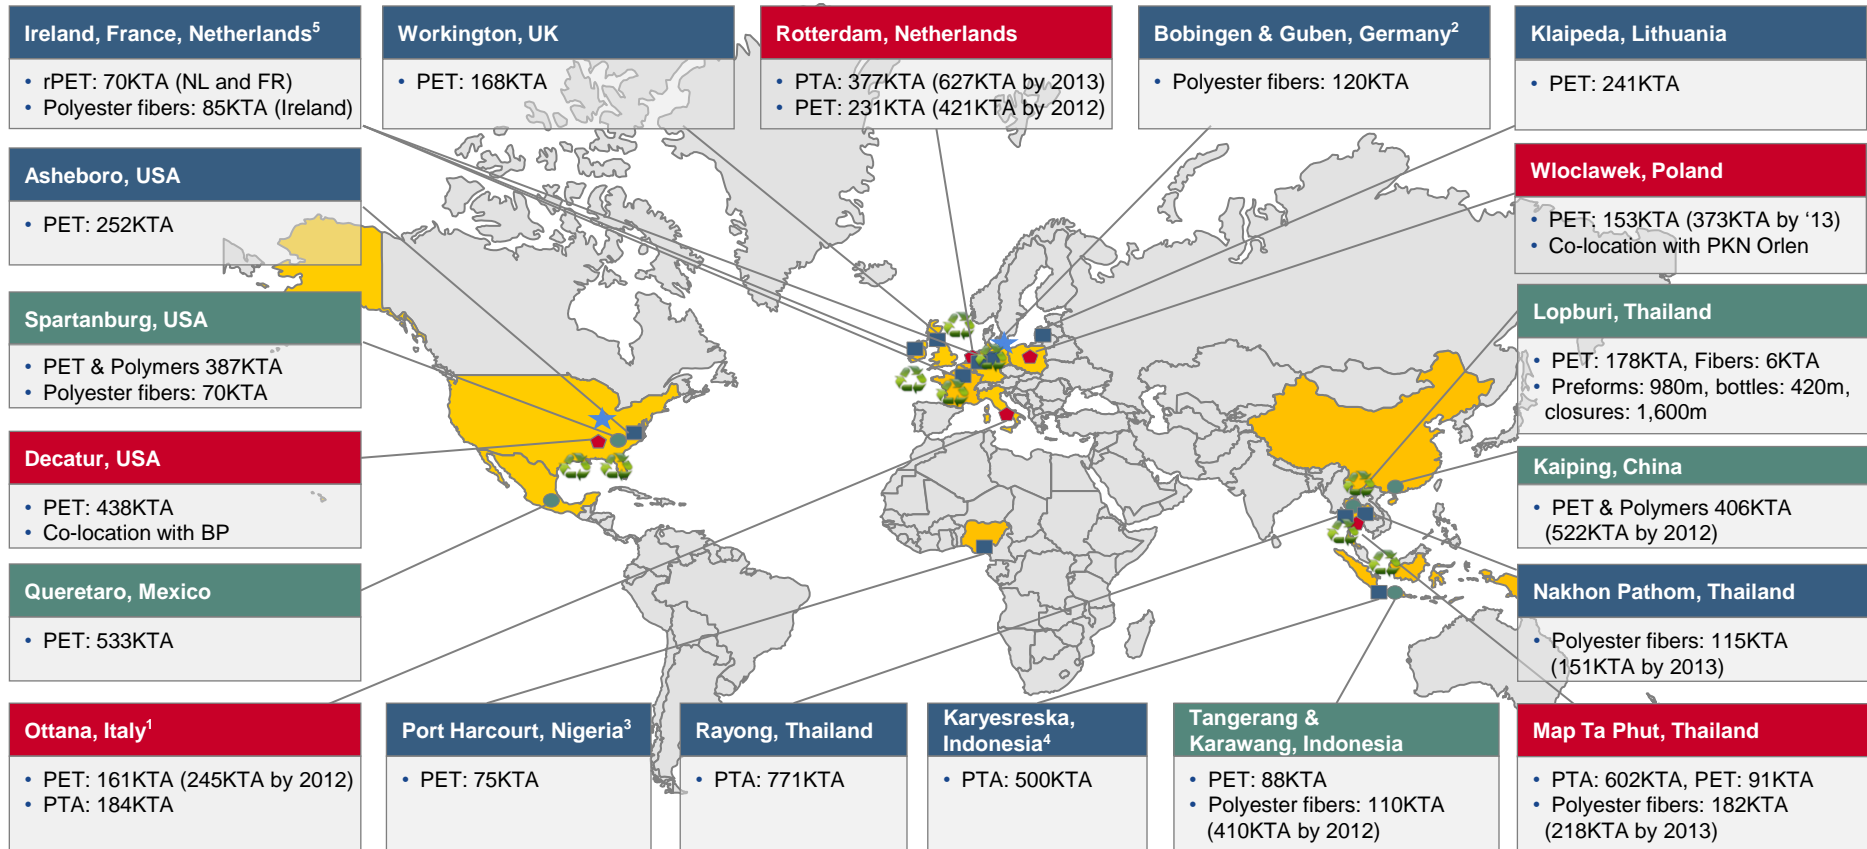 Ireland, France, Netherlands5
• rPET: 70KTA (NL and FR)
• Polyester fibers: 85KTA (Ireland)
Workington, UK
• PET: 168KTA
Rotterdam, Netherlands
• PTA: 377KTA (627KTA by 2013)
• PET: 231KTA (421KTA by 2012)
Bobingen & Guben, Germany2
• Polyester fibers: 120KTA
Klaipeda, Lithuania
• PET: 241KTA
Asheboro, USA
• PET: 252KTA
Wloclawek, Poland
• PET: 153KTA (373KTA by ‘13)
• Co-location with PKN Orlen
Spartanburg, USA
• PET & Polymers 387KTA
• Polyester fibers: 70KTA
Lopburi, Thailand
• PET: 178KTA, Fibers: 6KTA
• Preforms: 980m, bottles: 420m,
closures: 1,600m
Decatur, USA
• PET: 438KTA
• Co-location with BP
Kaiping, China
• PET & Polymers 406KTA
(522KTA by 2012)
Queretaro, Mexico
• PET: 533KTA
Nakhon Pathom, Thailand
• Polyester fibers: 115KTA
(151KTA by 2013)
Ottana, Italy1
• PET: 161KTA (245KTA by 2012)
• PTA: 184KTA
Port Harcourt, Nigeria3
• PET: 75KTA
Rayong, Thailand
• PTA: 771KTA
Karyesreska,
Indonesia4
• PTA: 500KTA
Tangerang &
Karawang, Indonesia
• PET: 88KTA
• Polyester fibers: 110KTA
(410KTA by 2012)
Map Ta Phut, Thailand
• PTA: 602KTA, PET: 91KTA
• Polyester fibers: 182KTA
(218KTA by 2013)